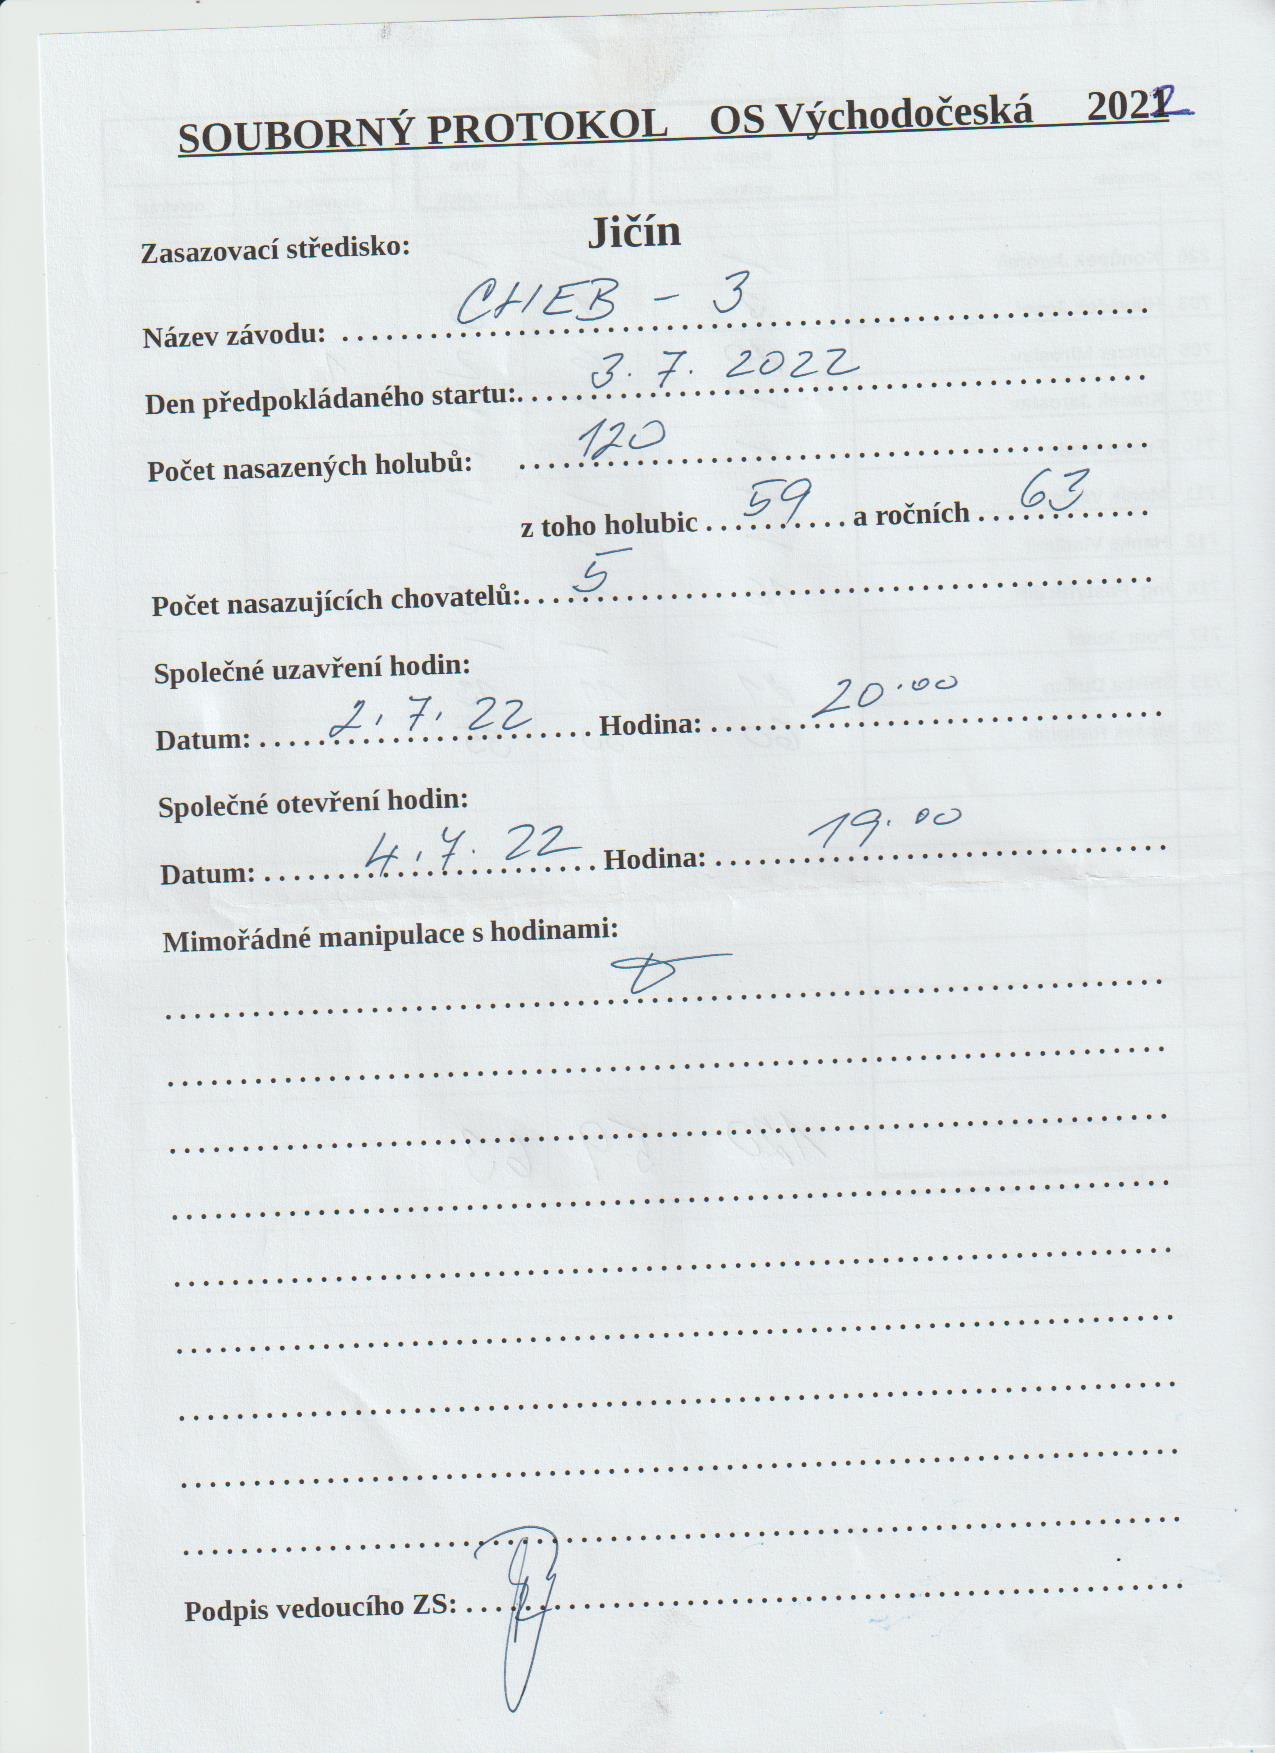 SOUBORNÝ PROTOKOL OS Východočeská 2022
Zasazovací středisko: Jičín
Název závodu: CHEB - 3
Den předpokládaného startu: 3. 7. 2022
Počet nasazených holubů: 120
z toho holubic 59 a ročních 63
Počet nasazujících chovatelů: 5
Společné uzavření hodin:
Datum: 2. 7. 22 Hodina: 20.00
Společné otevření hodin:
Datum: 4. 7. 22 Hodina: 19.00
Mimořádné manipulace s hodinami:
Podpis vedoucího ZS: